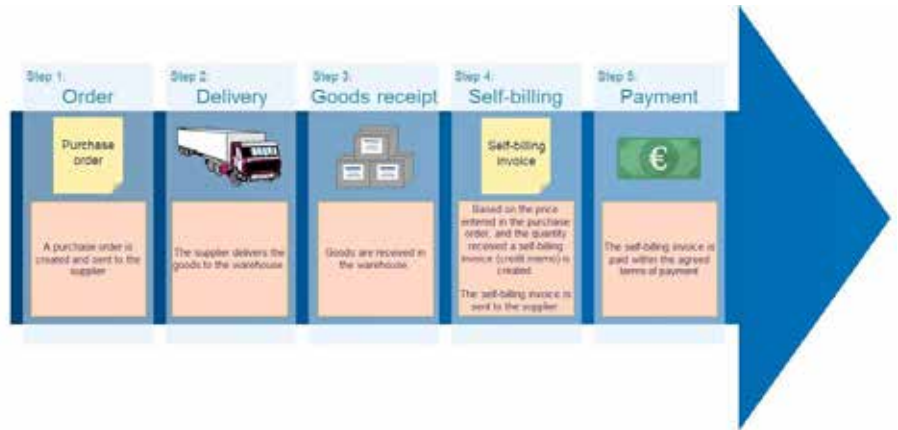 Step 1:
Order
Purchase
order
A purchase order is
created and sent to the
supplier
Step 2:
Delivery
The supplier delivers the
goods to the warehouse
Step 3:
Goods receipt
Goods are received in
the warehouse
Step 4:
Self-billing
Self-billing
invoice
Based on the price
entered in the purchase
order, and the quantity
received a self-billing
invoice (credit memo) is
created
The self-billing invoice is
sent to the supplier
Step 5:
Payment
€
The self-billing invoice is
paid within the agreed
terms of payment